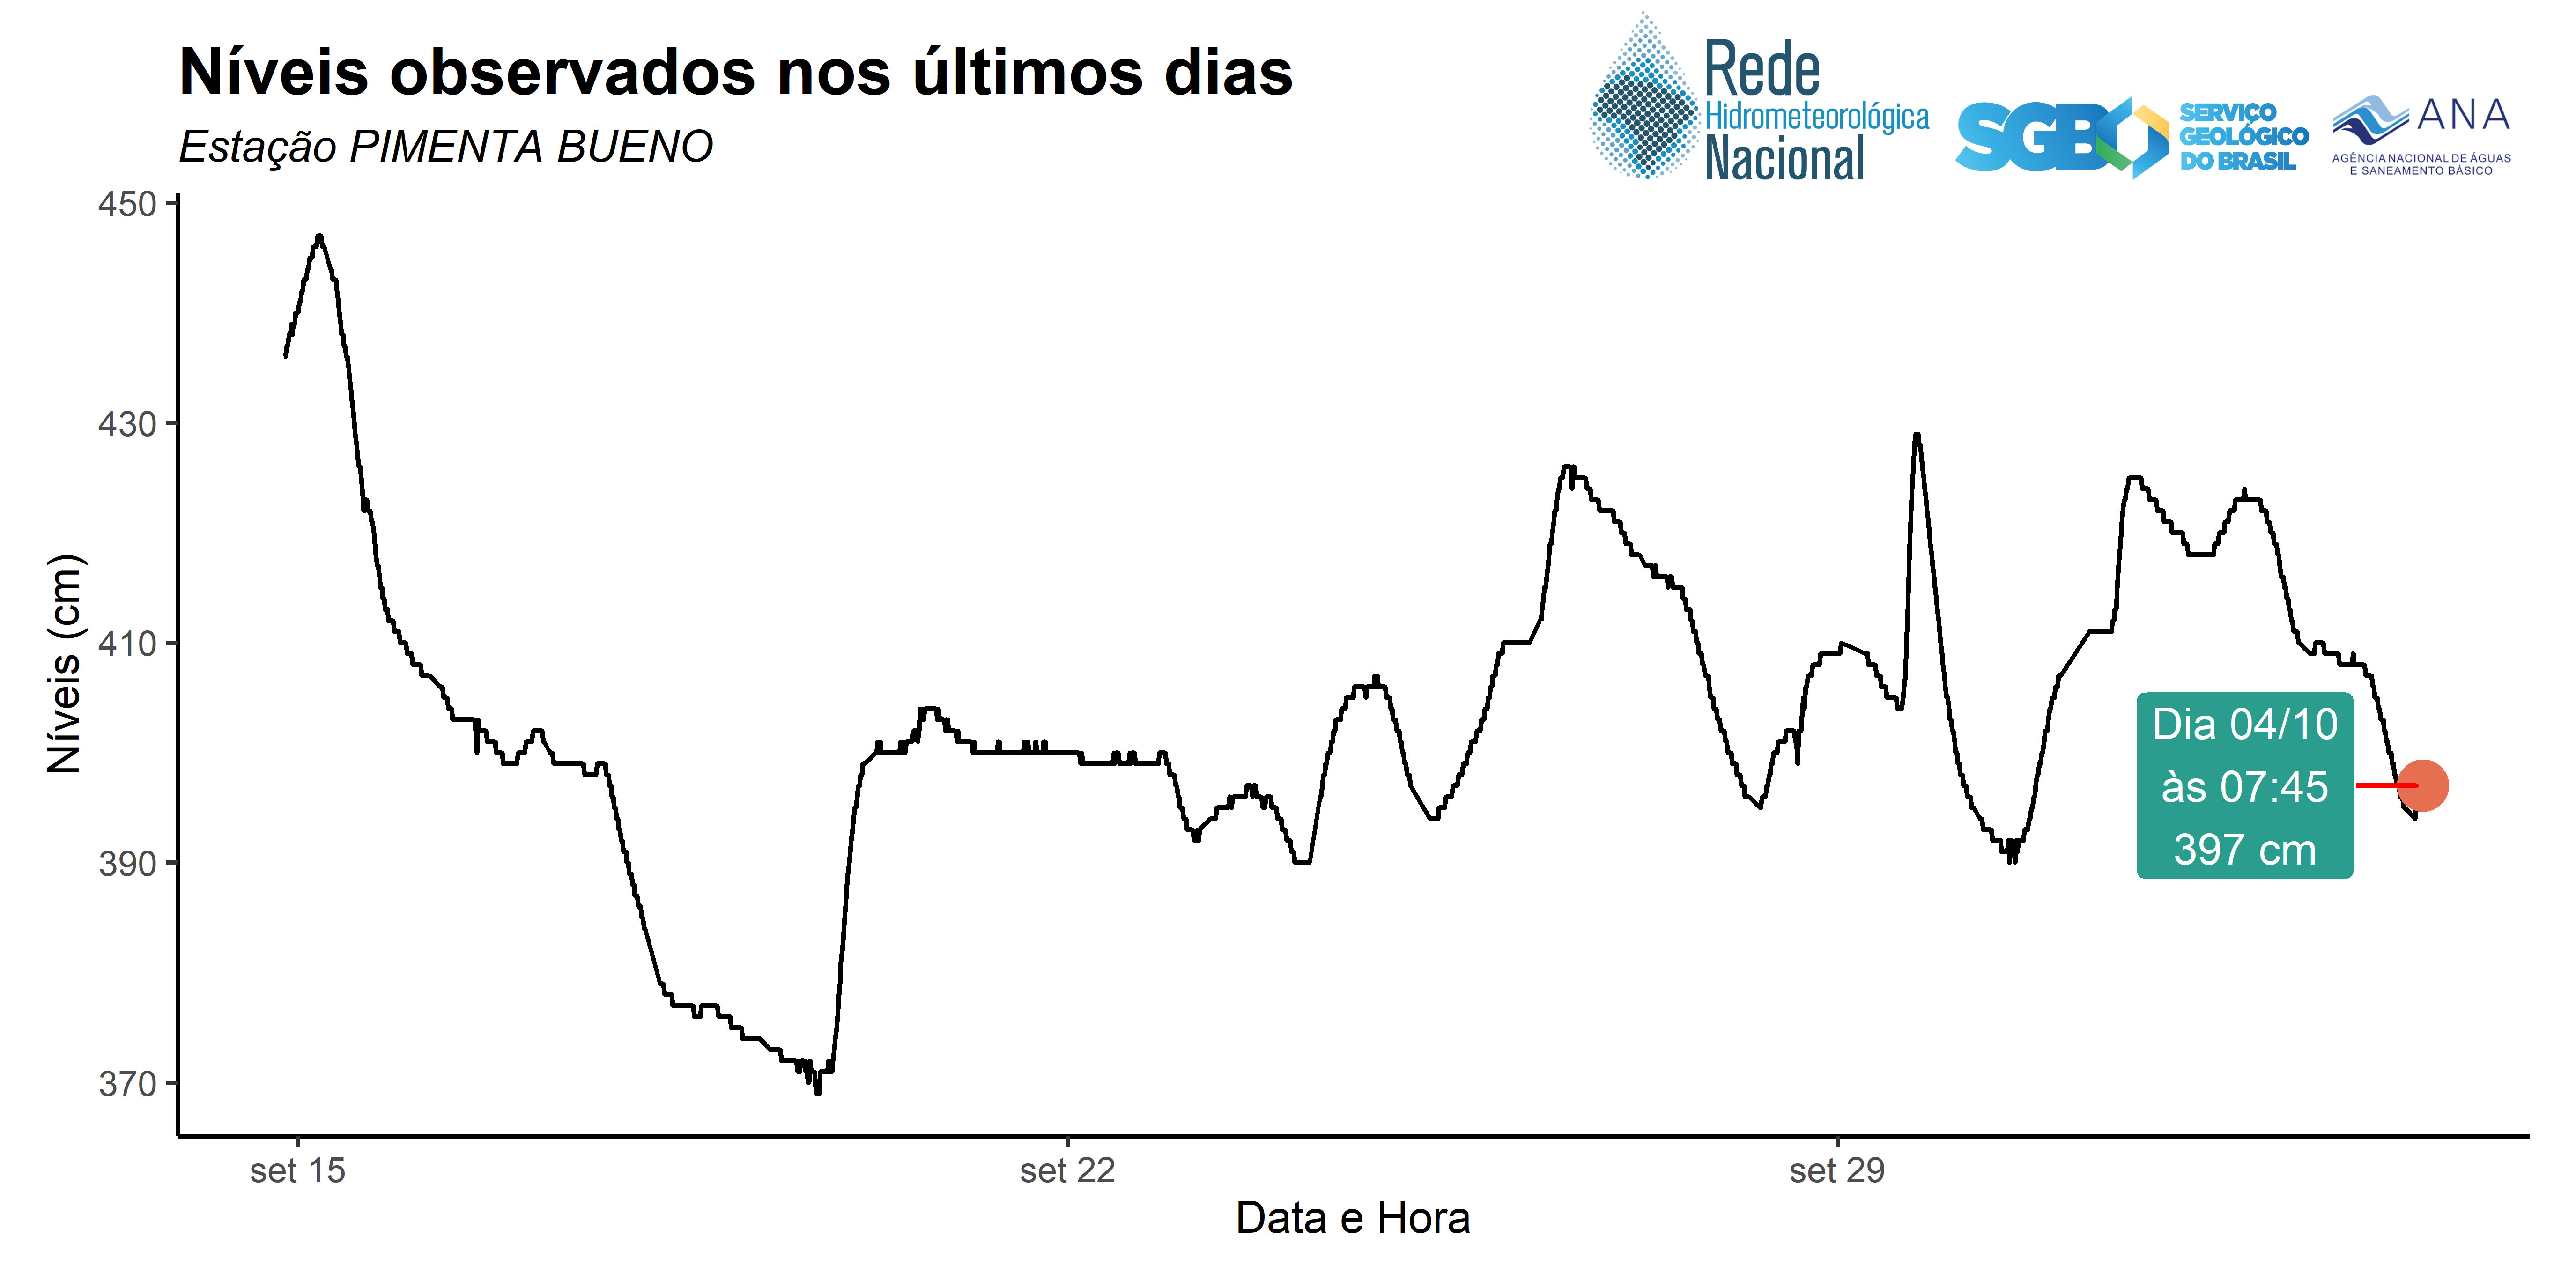 Níveis observados nos últimos dias
Estação PIMENTA BUENO
Rede
Hidrometeorológica
Nacional
SGB
SERVIÇO
GEOLÓGICO
DO BRASIL
ANA
AGÊNCIA NACIONAL DE ÁGUAS
E SANEAMENTO BÁSICO
Níveis (cm)
450
430
410
390
370
Dia 04/10
às 07:45
397 cm
set 15
set 22
set 29
Data e Hora